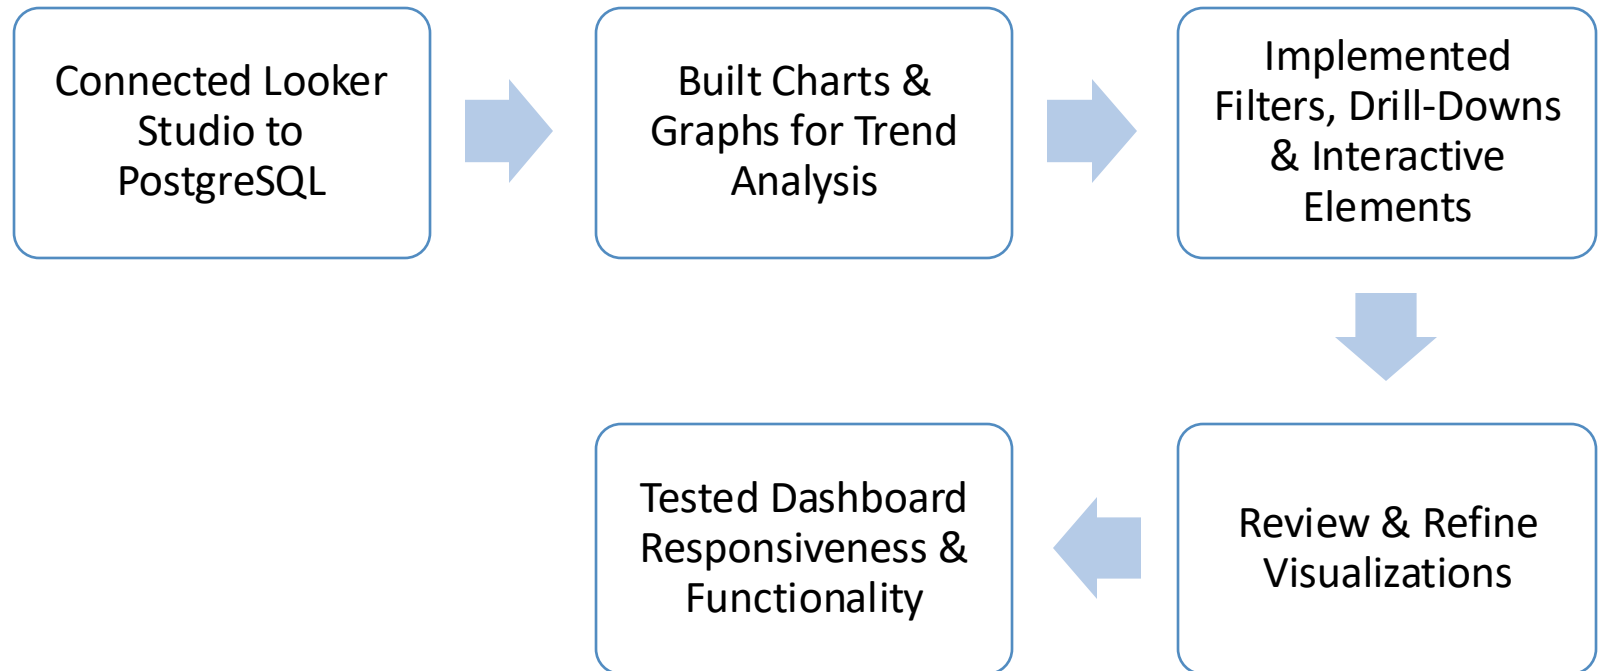 Connected Looker
Studio to
PostgreSQL
Built Charts &
Graphs for Trend
Analysis
Implemented
Filters, Drill-Downs
& Interactive
Elements
Review & Refine
Visualizations
Tested Dashboard
Responsiveness &
Functionality